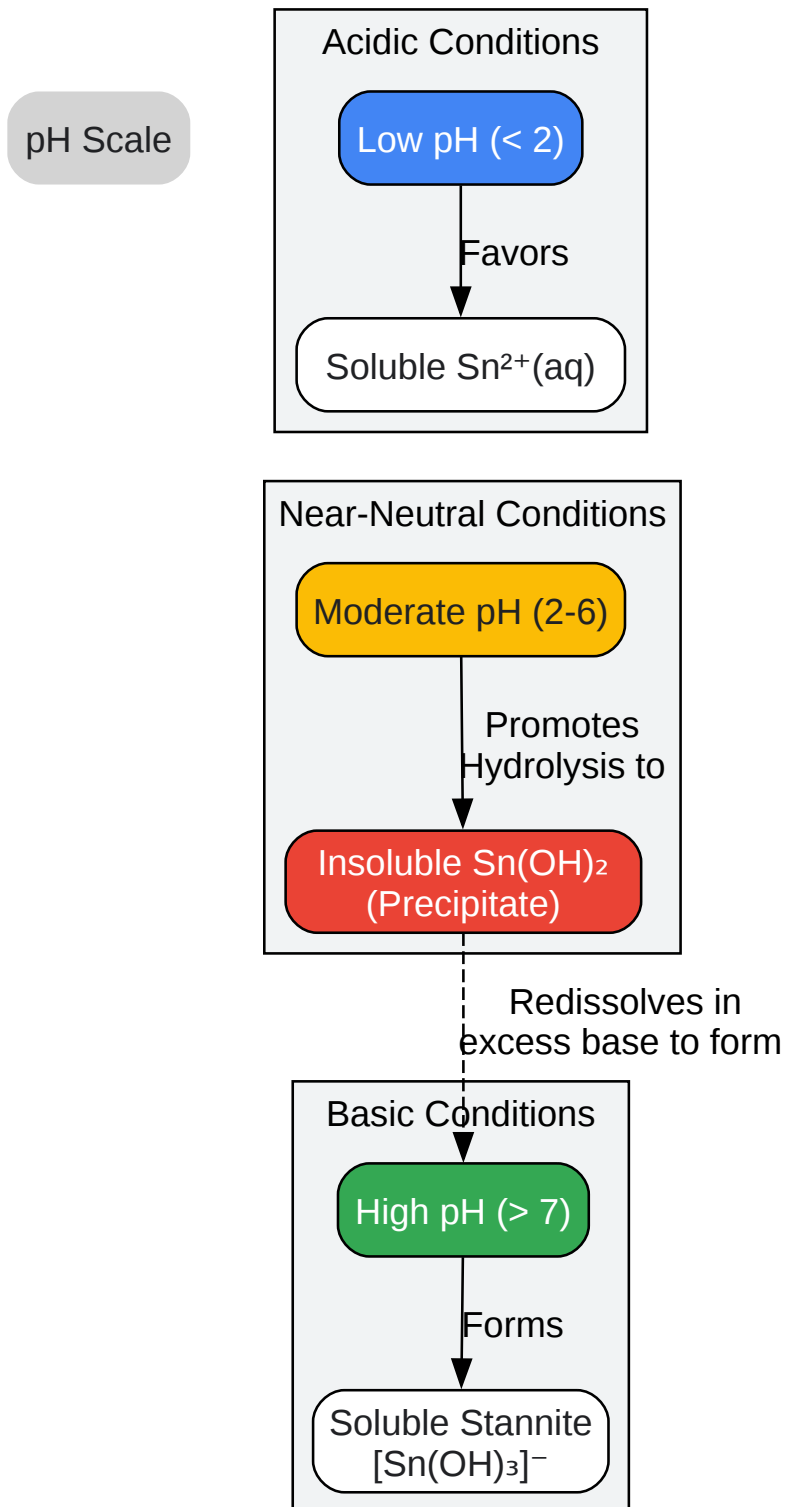 Acidic Conditions
pH Scale
Low pH (< 2)
Favors
Soluble Sn²⁺(aq)
Near-Neutral Conditions
Moderate pH (2-6)
Promotes
Hydrolysis to
Insoluble Sn(OH)₂
(Precipitate)
Redissolves in
excess base to form
Basic Conditions
High pH (> 7)
Forms
Soluble Stannite
[Sn(OH)₃]⁻